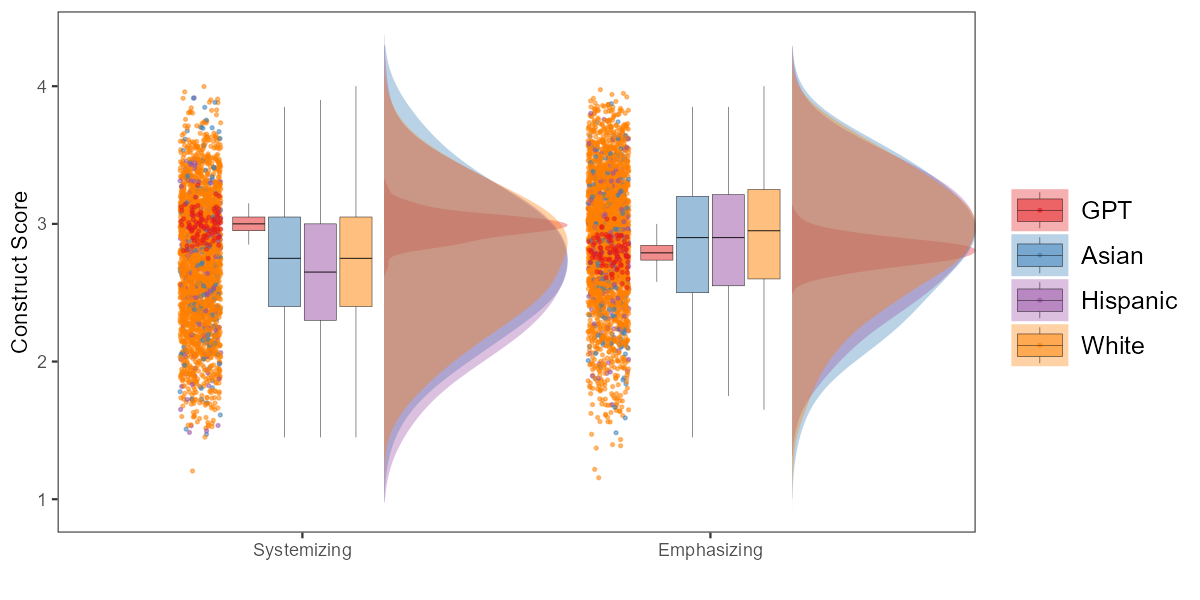 Construct Score
4
3
2
1
Systemizing
Emphasizing
GPT
Asian
Hispanic
White